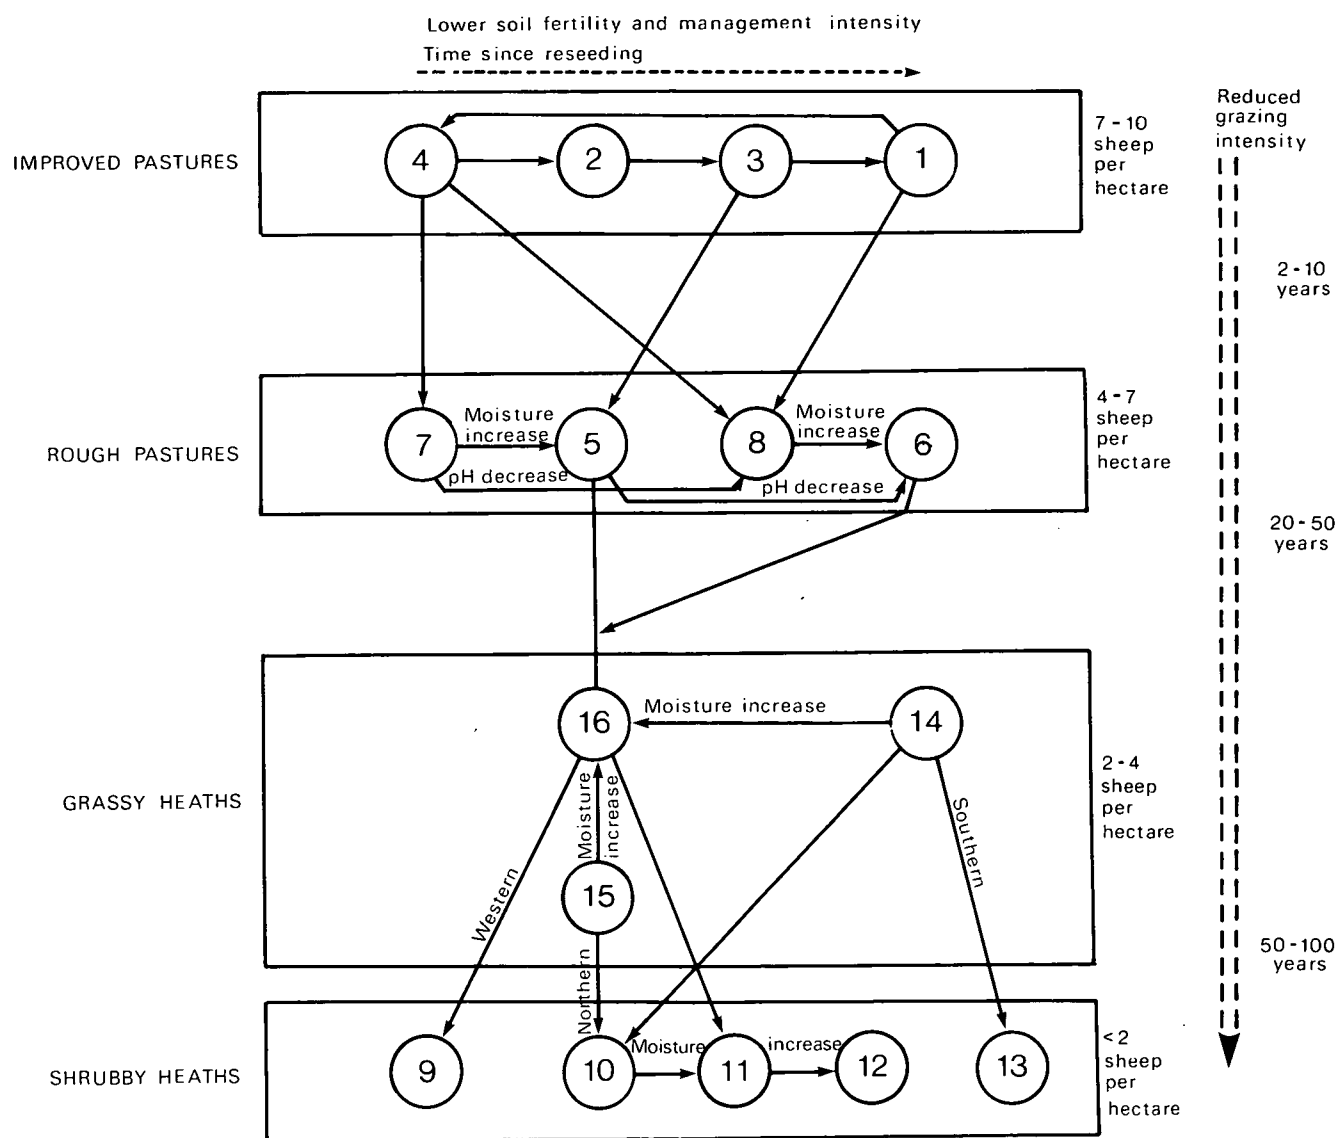 Lower soil fertility and management intensity
Time since reseeding
Reduced
grazing
intensity
IMPROVED PASTURES
4
2
3
1
7-10
sheep
per
hectare
2-10
years
ROUGH PASTURES
7
Moisture
increase
5
8
Moisture
increase
6
pH decrease
pH decrease
4-7
sheep
per
hectare
20-50
years
GRASSY HEATHS
16
Moisture increase
14
Moisture
increase
15
Western
Northern
Southern
2-4
sheep
per
hectare
50-100
years
SHRUBBY HEATHS
9
10
Moisture
11
increase
12
13
<2
sheep
per
hectare